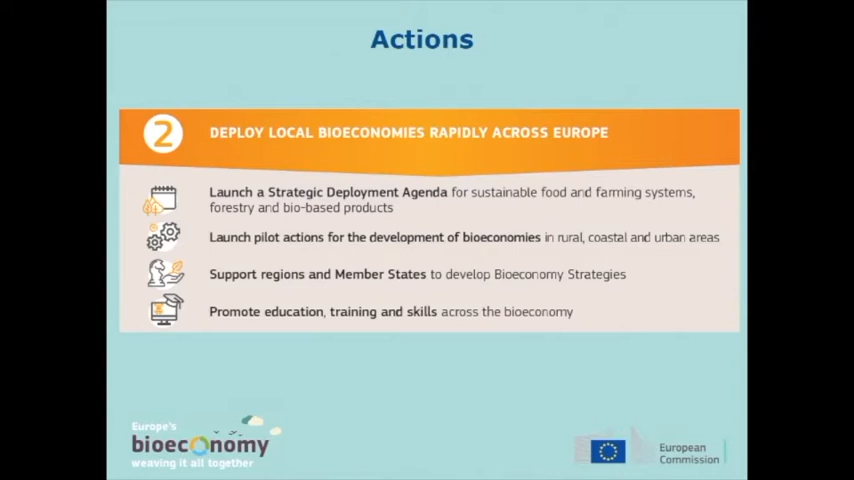 Actions
2
DEPLOY LOCAL BIOECONOMIES RAPIDLY ACROSS EUROPE
Launch a Strategic Deployment Agenda for sustainable food and farming systems,
forestry and bio-based products
Launch pilot actions for the development of bioeconomies in rural, coastal and urban areas
Support regions and Member States to develop Bioeconomy Strategies
Promote education, training and skills across the bioeconomy
Europe's
bioeconomy
weaving it all together
European
Commission